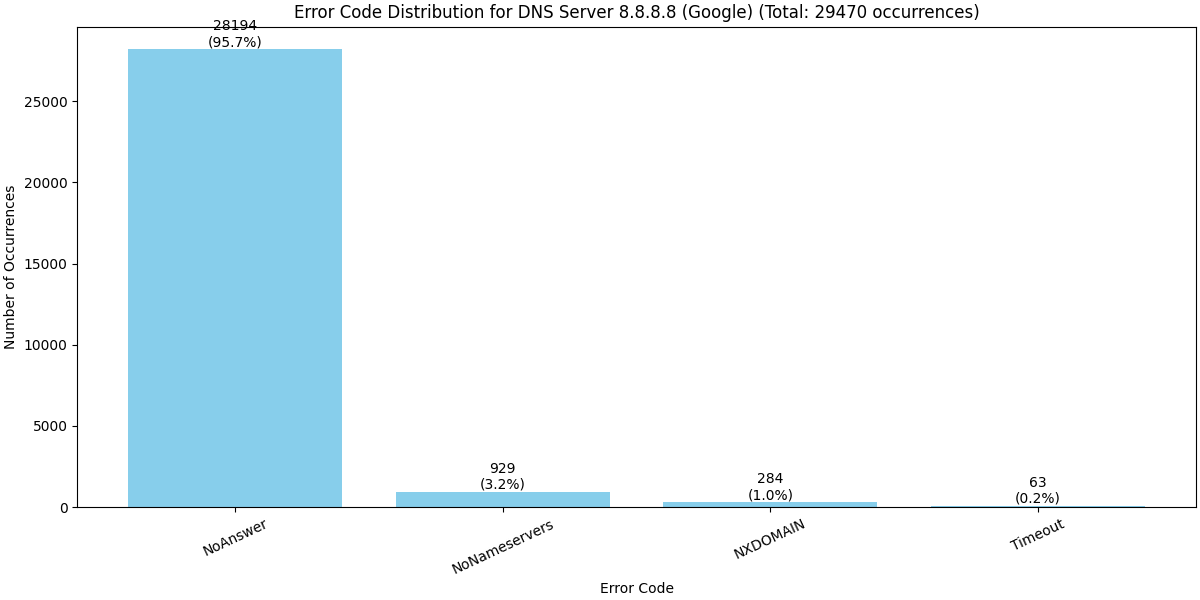 Error Code Distribution for DNS Server 8.8.8.8 (Google) (Total: 29470 occurrences)
28194
(95.7%)
929
(3.2%)
284
(1.0%)
63
(0.2%)
25000
20000
15000
10000
5000
0
Number of Occurrences
NoAnswer
NoNameservers
NXDOMAIN
Timeout
Error Code